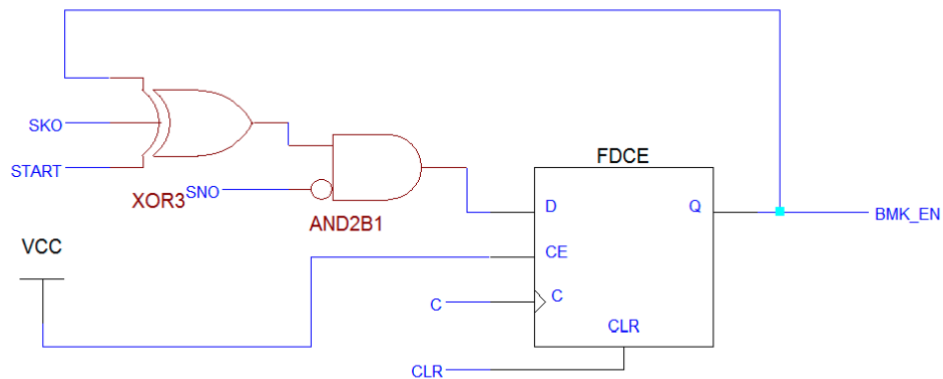 SKO
START
XOR3
SNO
AND2B1
VCC
FDCE
D
Q
BMK_EN
CE
C
C
CLR
CLR